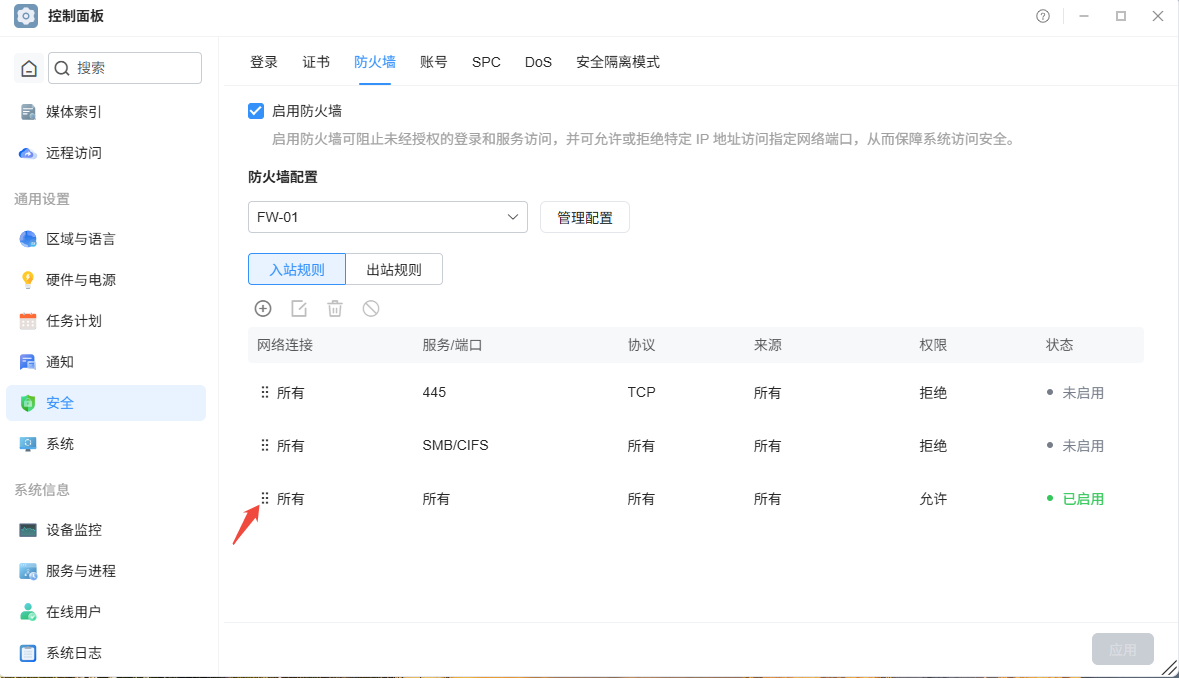 控制面板
搜索
媒体索引
远程访问
通用设置
区域与语言
硬件与电源
任务计划
通知
安全
系统
系统信息
设备监控
服务与进程
在线用户
系统日志
登录 证书 防火墙 账号 SPC DoS 安全隔离模式
启用防火墙
启用防火墙可阻止未经授权的登录和服务访问，并可允许或拒绝特定 IP 地址访问指定网络端口，从而保障系统访问安全。
防火墙配置
FW-01 管理配置
入站规则 出站规则
网络连接 服务/端口 协议 来源 权限 状态
所有 445 TCP 所有 拒绝 未启用
所有 SMB/CIFS 所有 所有 拒绝 未启用
所有 所有 所有 所有 允许 已启用
应用